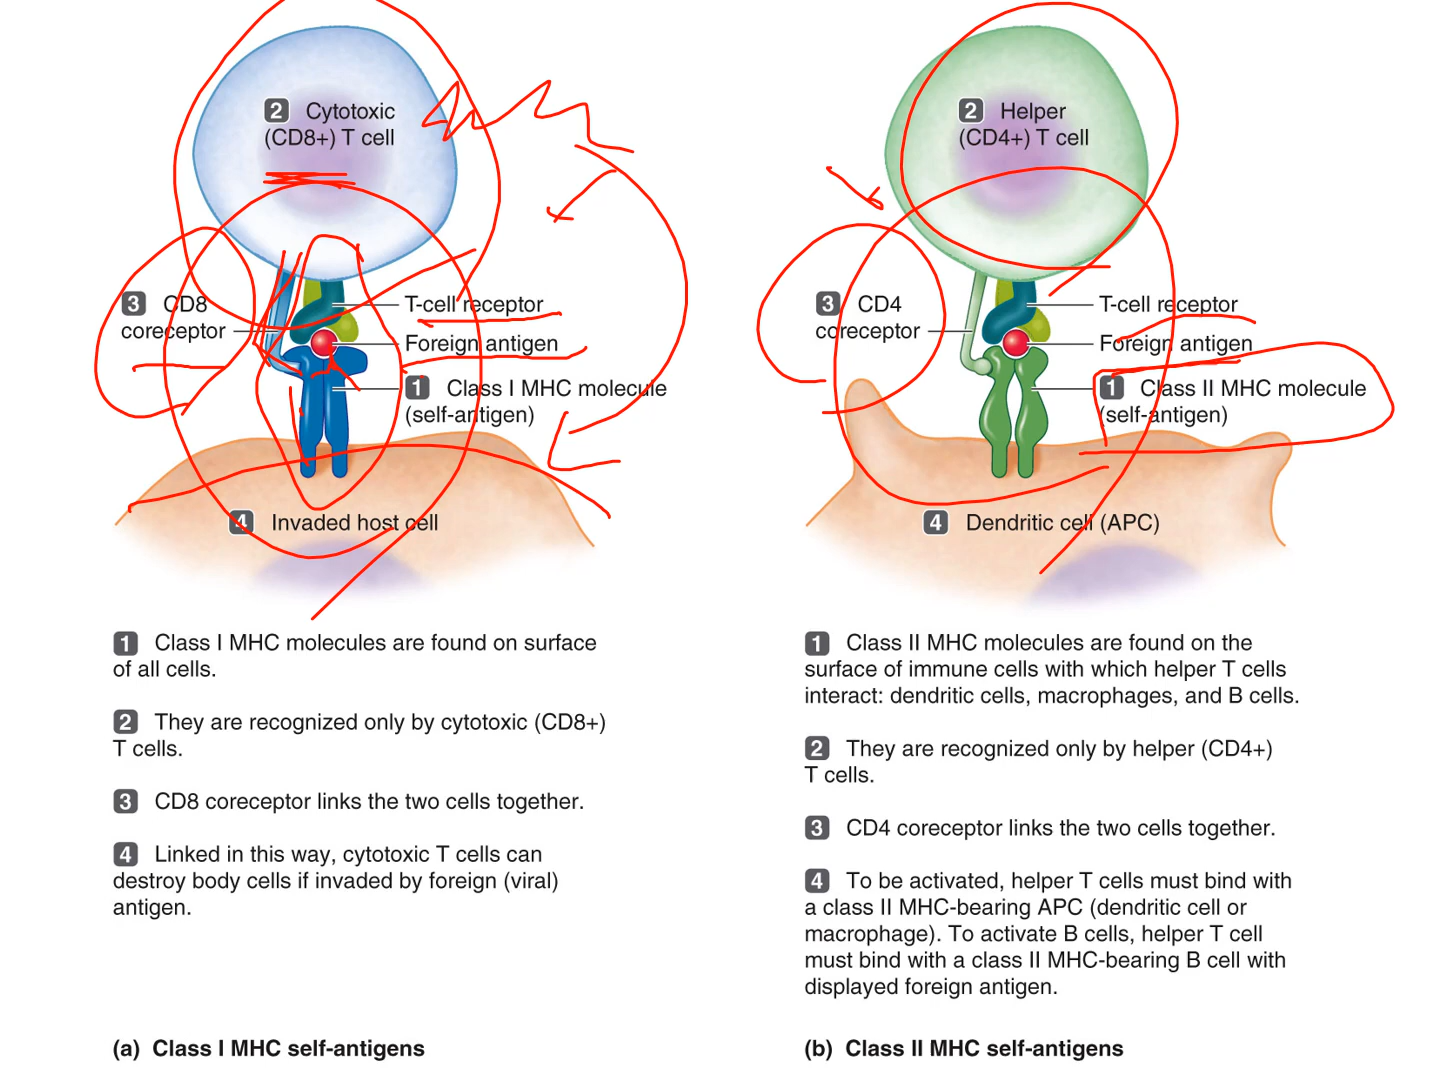 2 Cytotoxic
(CD8+) T cell
3 CD8
coreceptor
T-cell receptor
Foreign antigen
1 Class I MHC molecule
(self-antigen)
4 Invaded host cell
1 Class I MHC molecules are found on surface
of all cells.
2 They are recognized only by cytotoxic (CD8+)
T cells.
3 CD8 coreceptor links the two cells together.
4 Linked in this way, cytotoxic T cells can
destroy body cells if invaded by foreign (viral)
antigen.
(a) Class I MHC self-antigens
2 Helper
(CD4+) T cell
3 CD4
coreceptor
T-cell receptor
Foreign antigen
1 Class II MHC molecule
(self-antigen)
4 Dendritic cell (APC)
1 Class II MHC molecules are found on the
surface of immune cells with which helper T cells
interact: dendritic cells, macrophages, and B cells.
2 They are recognized only by helper (CD4+)
T cells.
3 CD4 coreceptor links the two cells together.
4 To be activated, helper T cells must bind with
a class II MHC-bearing APC (dendritic cell or
macrophage). To activate B cells, helper T cell
must bind with a class II MHC-bearing B cell with
displayed foreign antigen.
(b) Class II MHC self-antigens